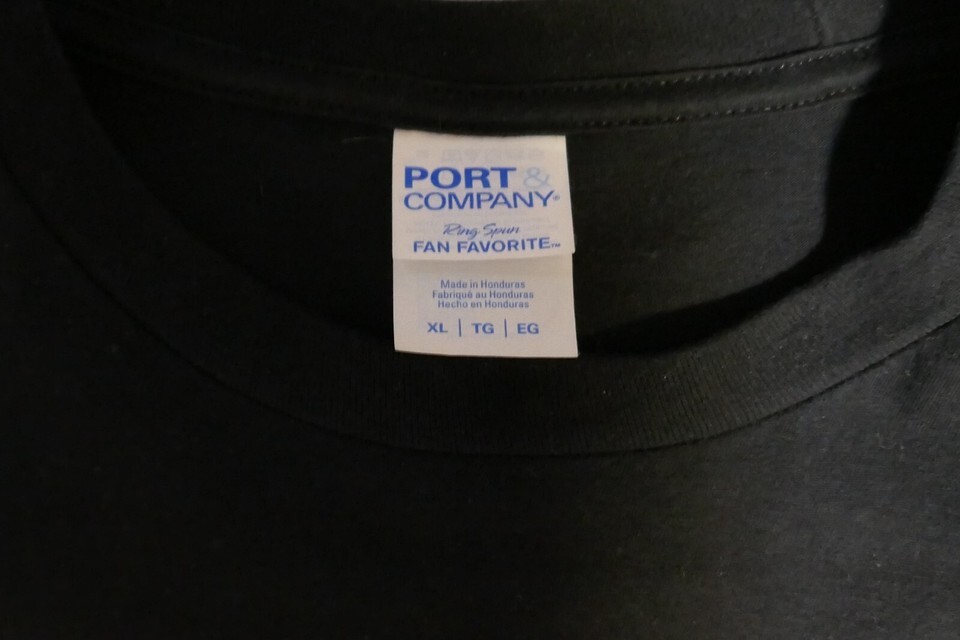 PORT &
COMPANY®
Ring Spun
FAN FAVORITE™
Made in Honduras
Fabriqué au Honduras
Hecho en Honduras
XL | TG | EG